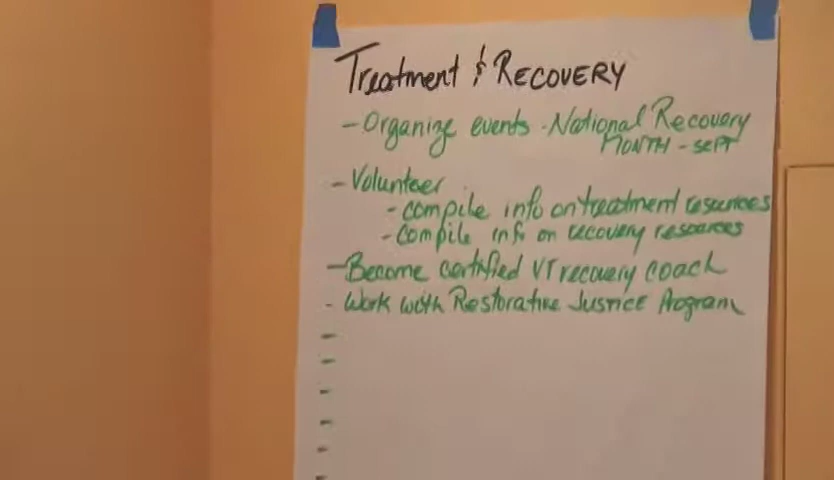 Treatment & RECOVERY
- Organize events - National Recovery
MONTH - SEPT
- Volunteer
- compile info on treatment resources
- compile info on recovery resources
- Become certified VT recovery coach
- Work with Restorative Justice Program
-
-
-
-
-
-